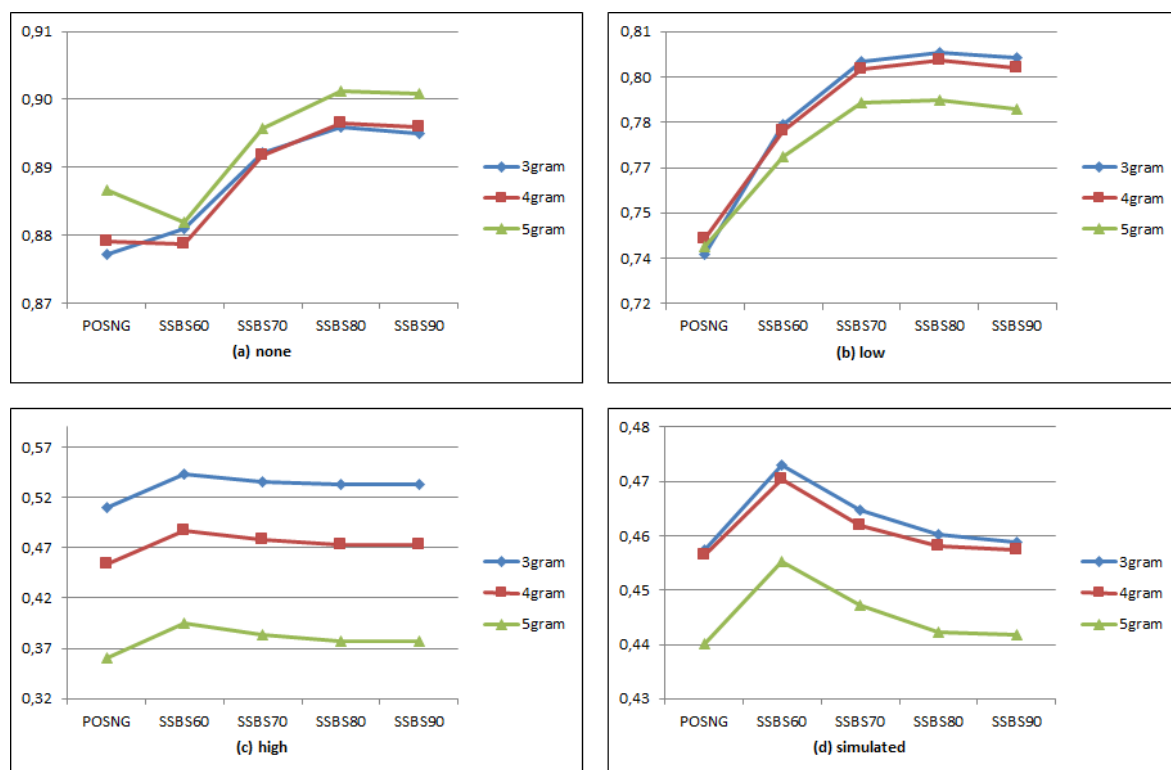 0,91
0,90
0,89
0,88
0,87
POSNG SSBS60 SSBS70 SSBS80 SSBS90
(a) none
3gram
4gram
5gram
0,81
0,80
0,78
0,77
0,75
0,74
0,72
POSNG SSBS60 SSBS70 SSBS80 SSBS90
(b) low
3gram
4gram
5gram
0,57
0,52
0,47
0,42
0,37
0,32
POSNG SSBS60 SSBS70 SSBS80 SSBS90
(c) high
3gram
4gram
5gram
0,48
0,47
0,46
0,45
0,44
0,43
POSNG SSBS60 SSBS70 SSBS80 SSBS90
(d) simulated
3gram
4gram
5gram